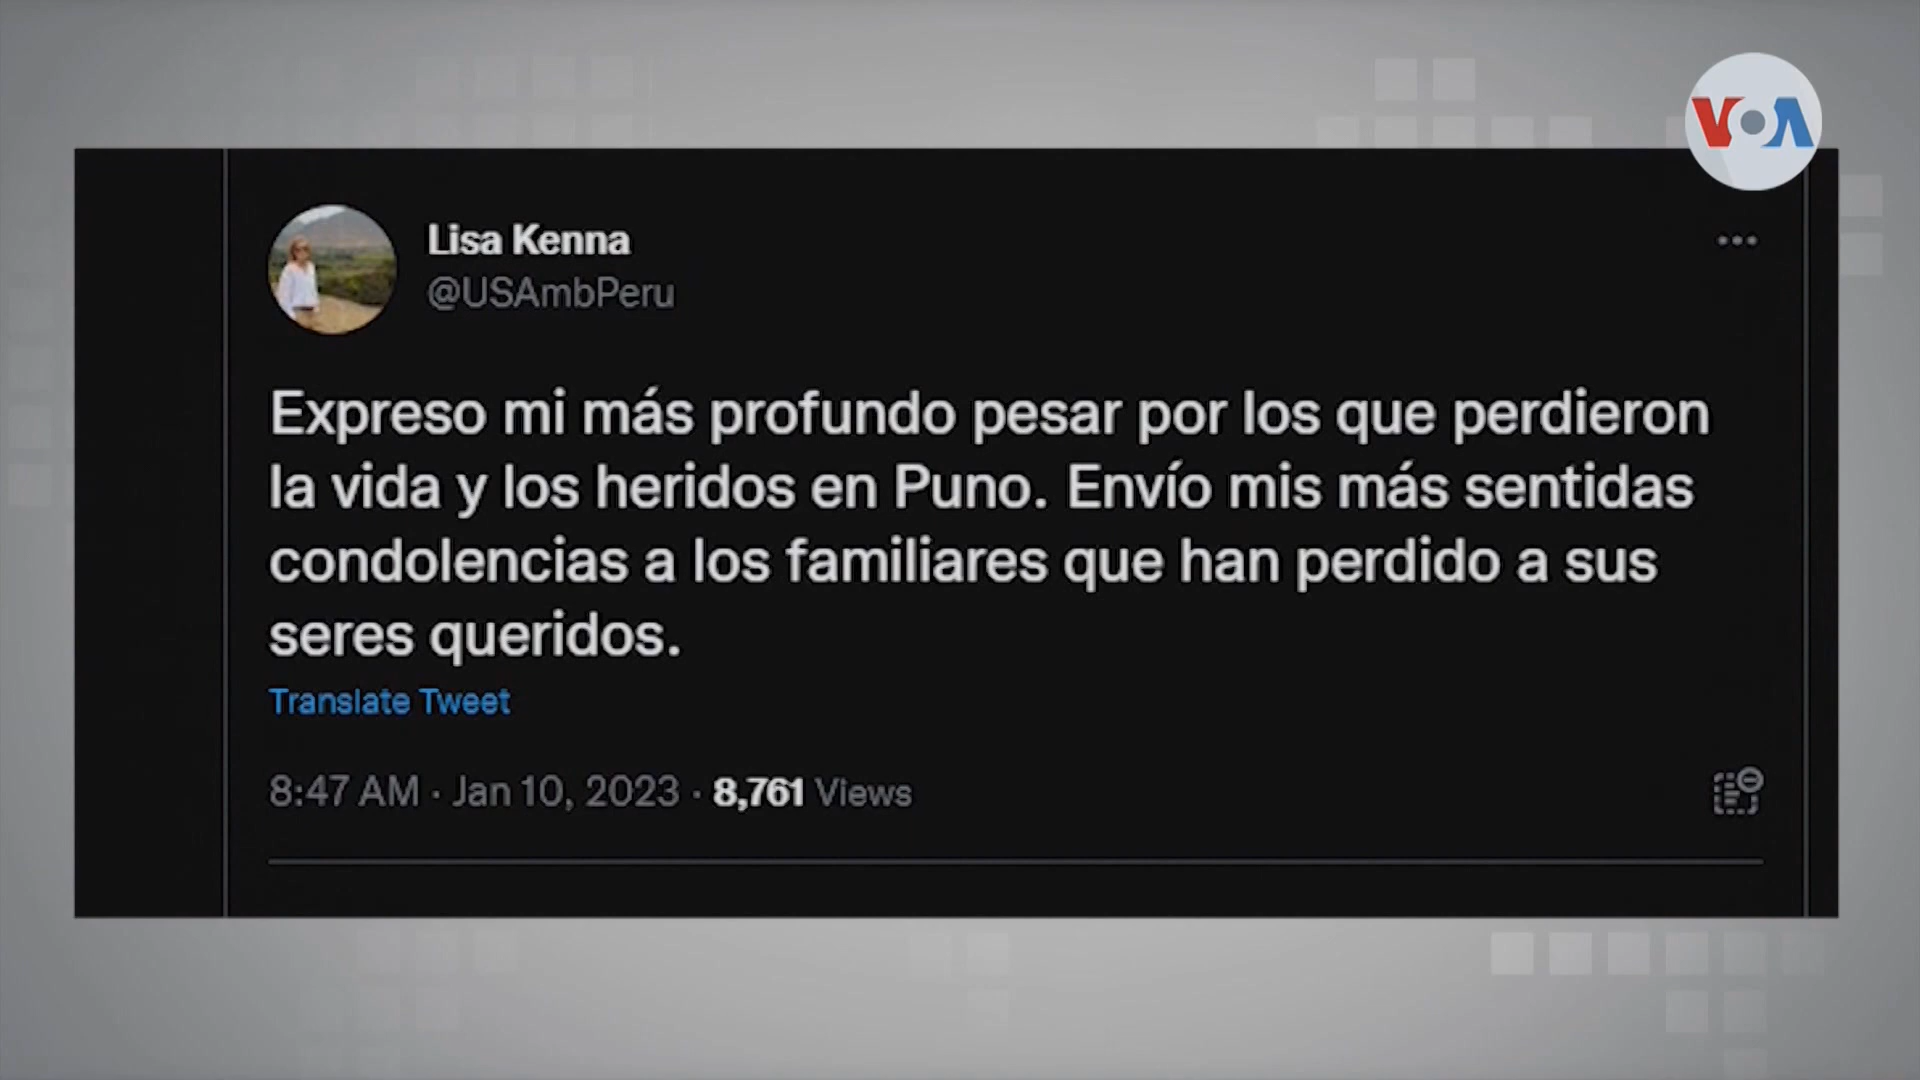 VOA
Lisa Kenna
@USAmbPeru
Expreso mi más profundo pesar por los que perdieron
la vida y los heridos en Puno. Envío mis más sentidas
condolencias a los familiares que han perdido a sus
seres queridos.
Translate Tweet
8:47 AM · Jan 10, 2023 · 8,761 Views